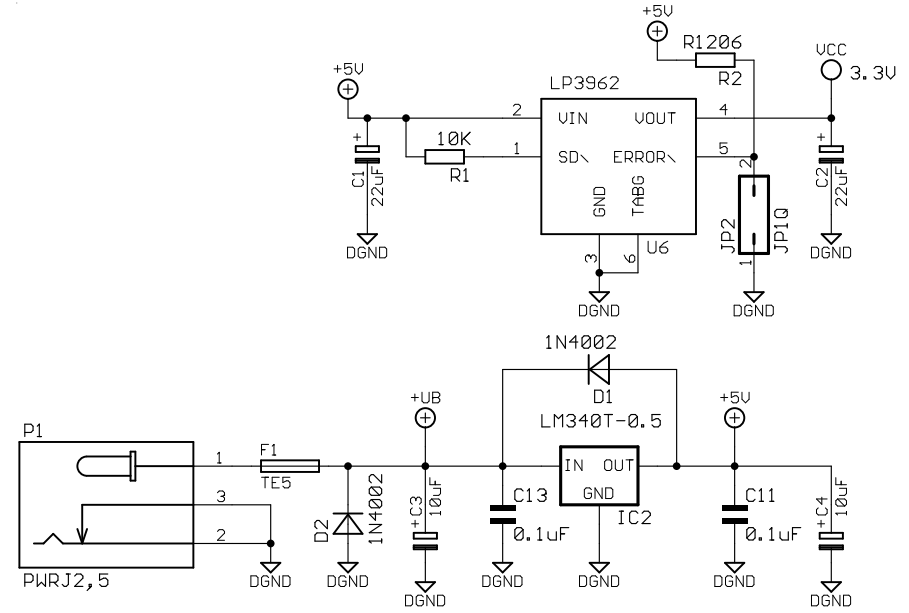 +5V
R1206
R2
VCC
3.3V
+5V
LP3962
2
VIN
VOUT
4
10K
R1
1
SD\
ERROR\
5
C1
22uF
C2
22uF
GND
TABG
2
JP2
JP1Q
1
DGND
3
6
U6
DGND
DGND
DGND
1N4002
D1
+UB
+5V
LM340T-0.5
P1
1
F1
TE5
IN
OUT
GND
IC2
3
2
D2
1N4002
+C3
10uF
C13
0.1uF
C11
0.1uF
+C4
10uF
PWRJ2,5
DGND
DGND
DGND
DGND
DGND
DGND
DGND